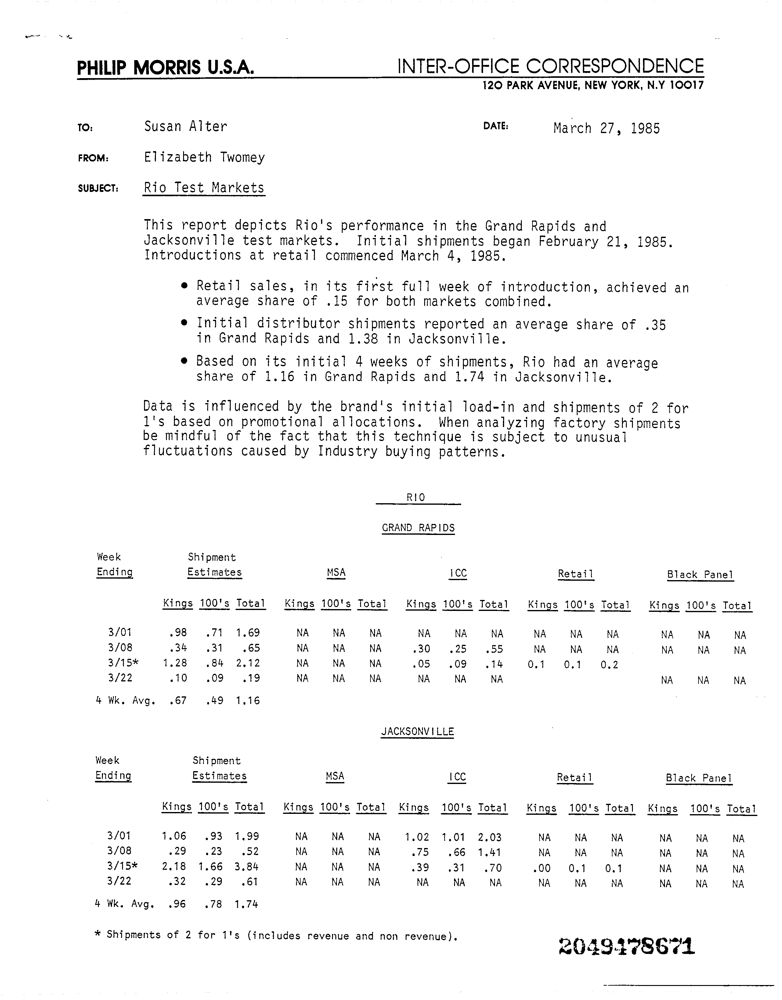 PHILIP MORRIS U.S.A. INTER-OFFICE CORRESPONDENCE
120 PARK AVENUE, NEW YORK, N.Y 10017
TO: Susan Alter DATE: March 27, 1985
FROM: Elizabeth Twomey
SUBJECT: Rio Test Markets
This report depicts Rio's performance in the Grand Rapids and
Jacksonville test markets. Initial shipments began February 21, 1985.
Introductions at retail commenced March 4, 1985.
• Retail sales, in its first full week of introduction, achieved an
average share of .15 for both markets combined.
• Initial distributor shipments reported an average share of .35
in Grand Rapids and 1.38 in Jacksonville.
• Based on its initial 4 weeks of shipments, Rio had an average
share of 1.16 in Grand Rapids and 1.74 in Jacksonville.
Data is influenced by the brand's initial load-in and shipments of 2 for
1's based on promotional allocations. When analyzing factory shipments
be mindful of the fact that this technique is subject to unusual
fluctuations caused by Industry buying patterns.
RIO
GRAND RAPIDS
Week Shipment
Ending Estimates MSA ICC Retail Black Panel
Kings 100's Total Kings 100's Total Kings 100's Total Kings 100's Total Kings 100's Total
3/01 .98 .71 1.69 NA NA NA NA NA NA NA NA NA NA NA NA
3/08 .34 .31 .65 NA NA NA .30 .25 .55 NA NA NA NA NA NA
3/15* 1.28 .84 2.12 NA NA NA .05 .09 .14 0.1 0.1 0.2
3/22 .10 .09 .19 NA NA NA NA NA NA NA NA NA
4 Wk. Avg. .67 .49 1.16
JACKSONVILLE
Week Shipment
Ending Estimates MSA ICC Retail Black Panel
Kings 100's Total Kings 100's Total Kings 100's Total Kings 100's Total Kings 100's Total
3/01 1.06 .93 1.99 NA NA NA 1.02 1.01 2.03 NA NA NA NA NA NA
3/08 .29 .23 .52 NA NA NA .75 .66 1.41 NA NA NA NA NA NA
3/15* 2.18 1.66 3.84 NA NA NA .39 .31 .70 .00 0.1 0.1 NA NA NA
3/22 .32 .29 .61 NA NA NA NA NA NA NA NA NA NA NA NA
4 Wk. Avg. .96 .78 1.74
* Shipments of 2 for 1's (includes revenue and non revenue).
2049478671